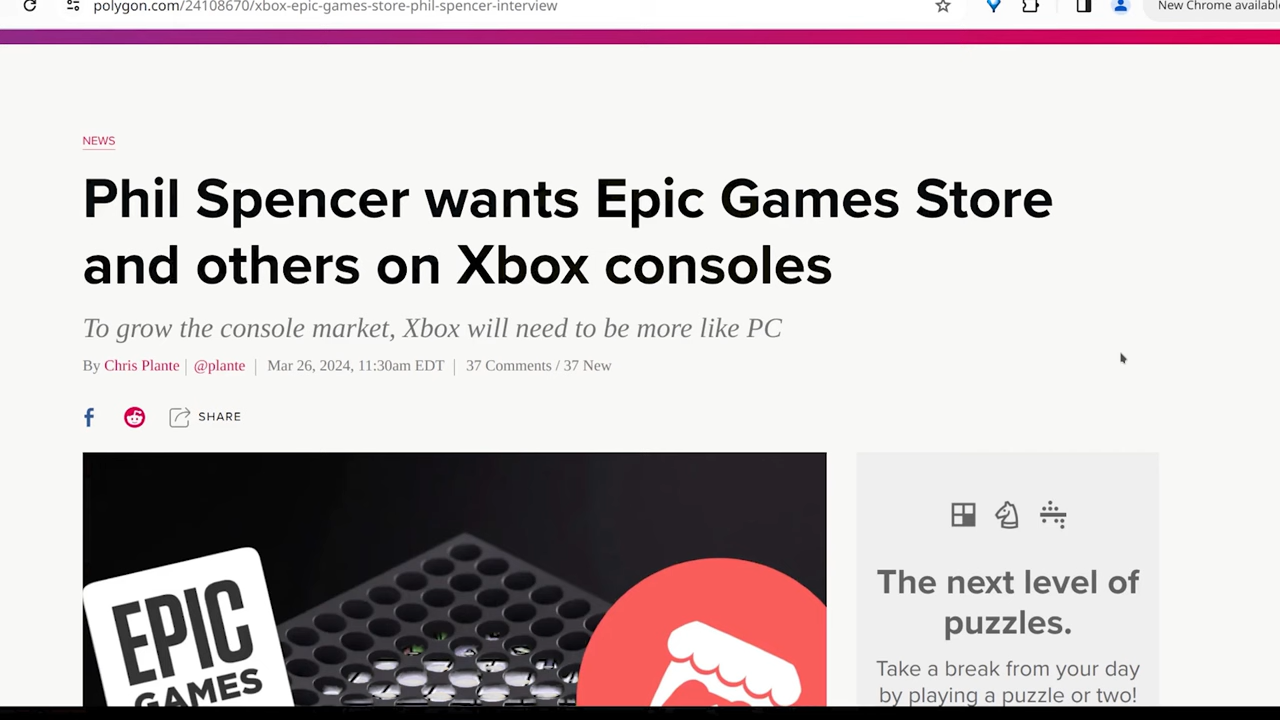 polygon.com/24108670/xbox-epic-games-store-phil-spencer-interview
New Chrome available
NEWS
Phil Spencer wants Epic Games Store
and others on Xbox consoles
To grow the console market, Xbox will need to be more like PC
By Chris Plante | @plante | Mar 26, 2024, 11:30am EDT | 37 Comments / 37 New
SHARE
EPIC
GAMES
The next level of
puzzles.
Take a break from your day
by playing a puzzle or two!